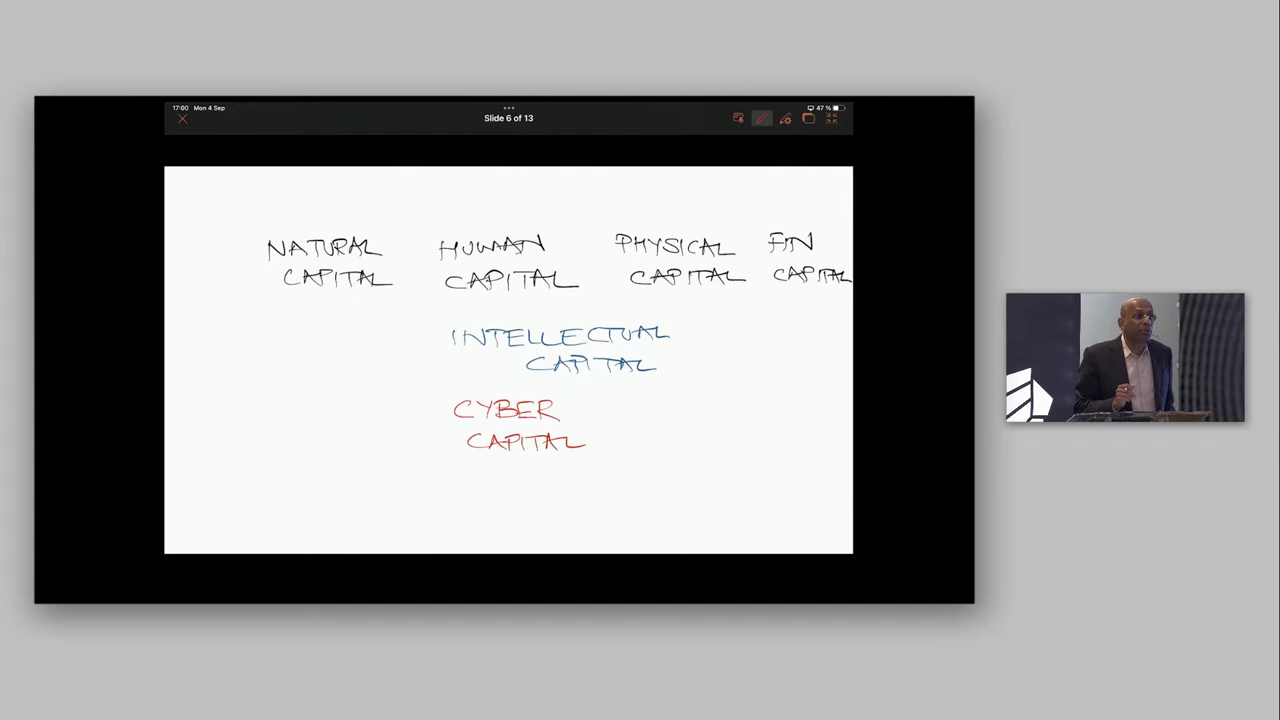 17:00 Mon 4 Sep
47 %
Slide 6 of 13
NATURAL HUMAN PHYSICAL FIN
CAPITAL CAPITAL CAPITAL CAPITAL
INTELLECTUAL
CAPITAL
CYBER
CAPITAL